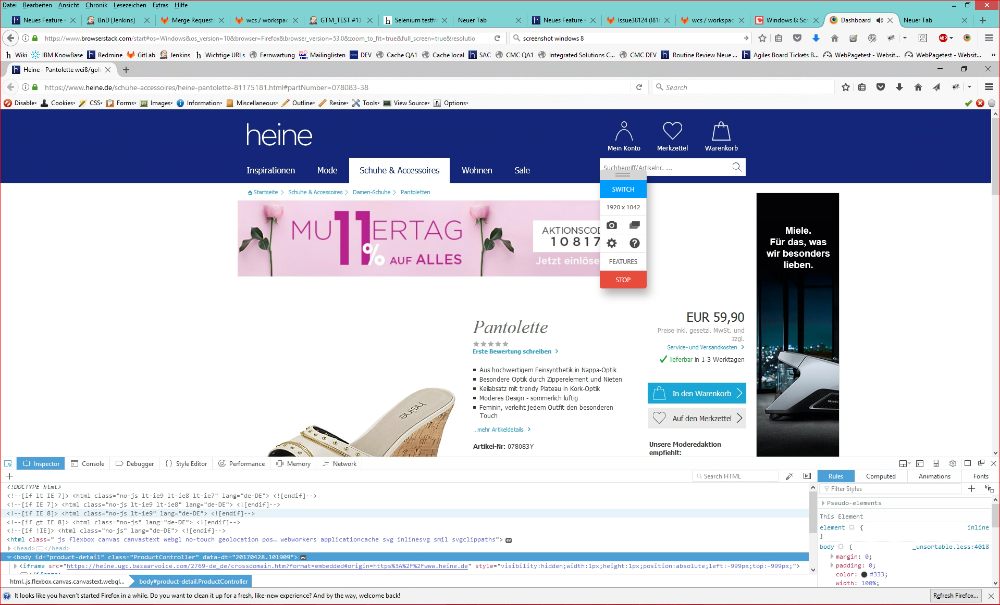 Datei Bearbeiten Ansicht Chronik Lesezeichen Extras Hilfe
Neues Feature BnD [Jenkins] Merge Request wcs / workspac GTM_TEST #13 Selenium testfra Neuer Tab Neues Feature Issue38124 (!81 wcs / workspac Windows 8: Scr Dashboard Neuer Tab
https://www.browserstack.com/start#os=Windows&os_version=10&browser=Firefox&browser_version=53.0&zoom_to_fit=true&full_screen=true&resolutio screenshot windows 8
Wiki IBM KnowBase Redmine GitLab Jenkins Wichtige URLs Fernwartung Mailinglisten DEV Cache QA1 Cache local SAC CMC QA1 Integrated Solutions C... CMC DEV Routine Review Neue ... Agiles Board Tickets B... WebPagetest - Websit... WebPagetest - Websit... »
Heine - Pantolette weiß/gol
https://www.heine.de/schuhe-accessoires/heine-pantolette-81175181.html#partNumber=078083-38 Search
Disable Cookies CSS Forms Images Information Miscellaneous Outline Resize Tools View Source Options
heine
Mein Konto Merkzettel Warenkorb
Inspirationen Mode Schuhe & Accessoires Wohnen Sale
Suchbegriff/Artikelnr. ...
Startseite Schuhe & Accessoires Damen-Schuhe Pantoletten
MU11ERTAG
% AUF ALLES
AKTIONSCOD
10817
Jetzt einlöse
SWITCH
1920 x 1042
FEATURES
STOP
Miele.
Für das, was
wir besonders
lieben.
Miele
heine
Pantolette
Erste Bewertung schreiben
Aus hochwertigem Feinsynthetik in Nappa-Optik
Besondere Optik durch Zipperelement und Nieten
Keilabsatz mit trendy Plateau in Kork-Optik
Moderes Design - sommerlich luftig
Feminin, verleiht jedem Outfit den besonderen
Touch
...mehr Artikeldetails
Artikel-Nr: 078083Y
EUR 59,90
Preise inkl. gesetzl. MwSt. und
zzgl.
Service- und Versandkosten
lieferbar in 1-3 Werktagen
In den Warenkorb
Auf den Merkzettel
Unsere Moderedaktion
empfiehlt:
Inspector Console Debugger Style Editor Performance Memory Network
Search HTML
<!DOCTYPE html>
<!--[if lt IE 7]> <html class="no-js lt-ie9 lt-ie8 lt-ie7" lang="de-DE"> <![endif]-->
<!--[if IE 7]> <html class="no-js lt-ie9 lt-ie8" lang="de-DE"> <![endif]-->
<!--[if IE 8]> <html class="no-js lt-ie9" lang="de-DE"> <![endif]-->
<!--[if gt IE 8]> <html class="no-js" lang="de-DE"> <![endif]-->
<!--[if !IE]> <html class="no-js" lang="de-DE"> <![endif]-->
<html class=" js flexbox canvas canvastext webgl no-touch geolocation pos… webworkers applicationcache svg inlinesvg smil svgclippaths"> ev
<head></head>
<body id="product-detail" class="ProductController" data-dt="20170428.101909"> ev
<iframe src="https://heine.ugc.bazaarvoice.com/2769-de_de/crossdomain.htm?format=embedded#origin=https%3A%2F%2Fwww.heine.de" style="visibility:hidden;width:1px;height:1px;position:absolute;left:-999px;top:-999px;">
</iframe>
html..js.flexbox.canvas.canvastext.webgl... body#product-detail.ProductController
Rules Computed Animations Fonts
Filter Styles
Pseudo-elements
This Element
element { inline
}
body { _unsortable.less:4018
margin: 0;
padding: 0;
color: #333;
width: 100%;
It looks like you haven't started Firefox in a while. Do you want to clean it up for a fresh, like-new experience? And by the way, welcome back! Refresh Firefox...